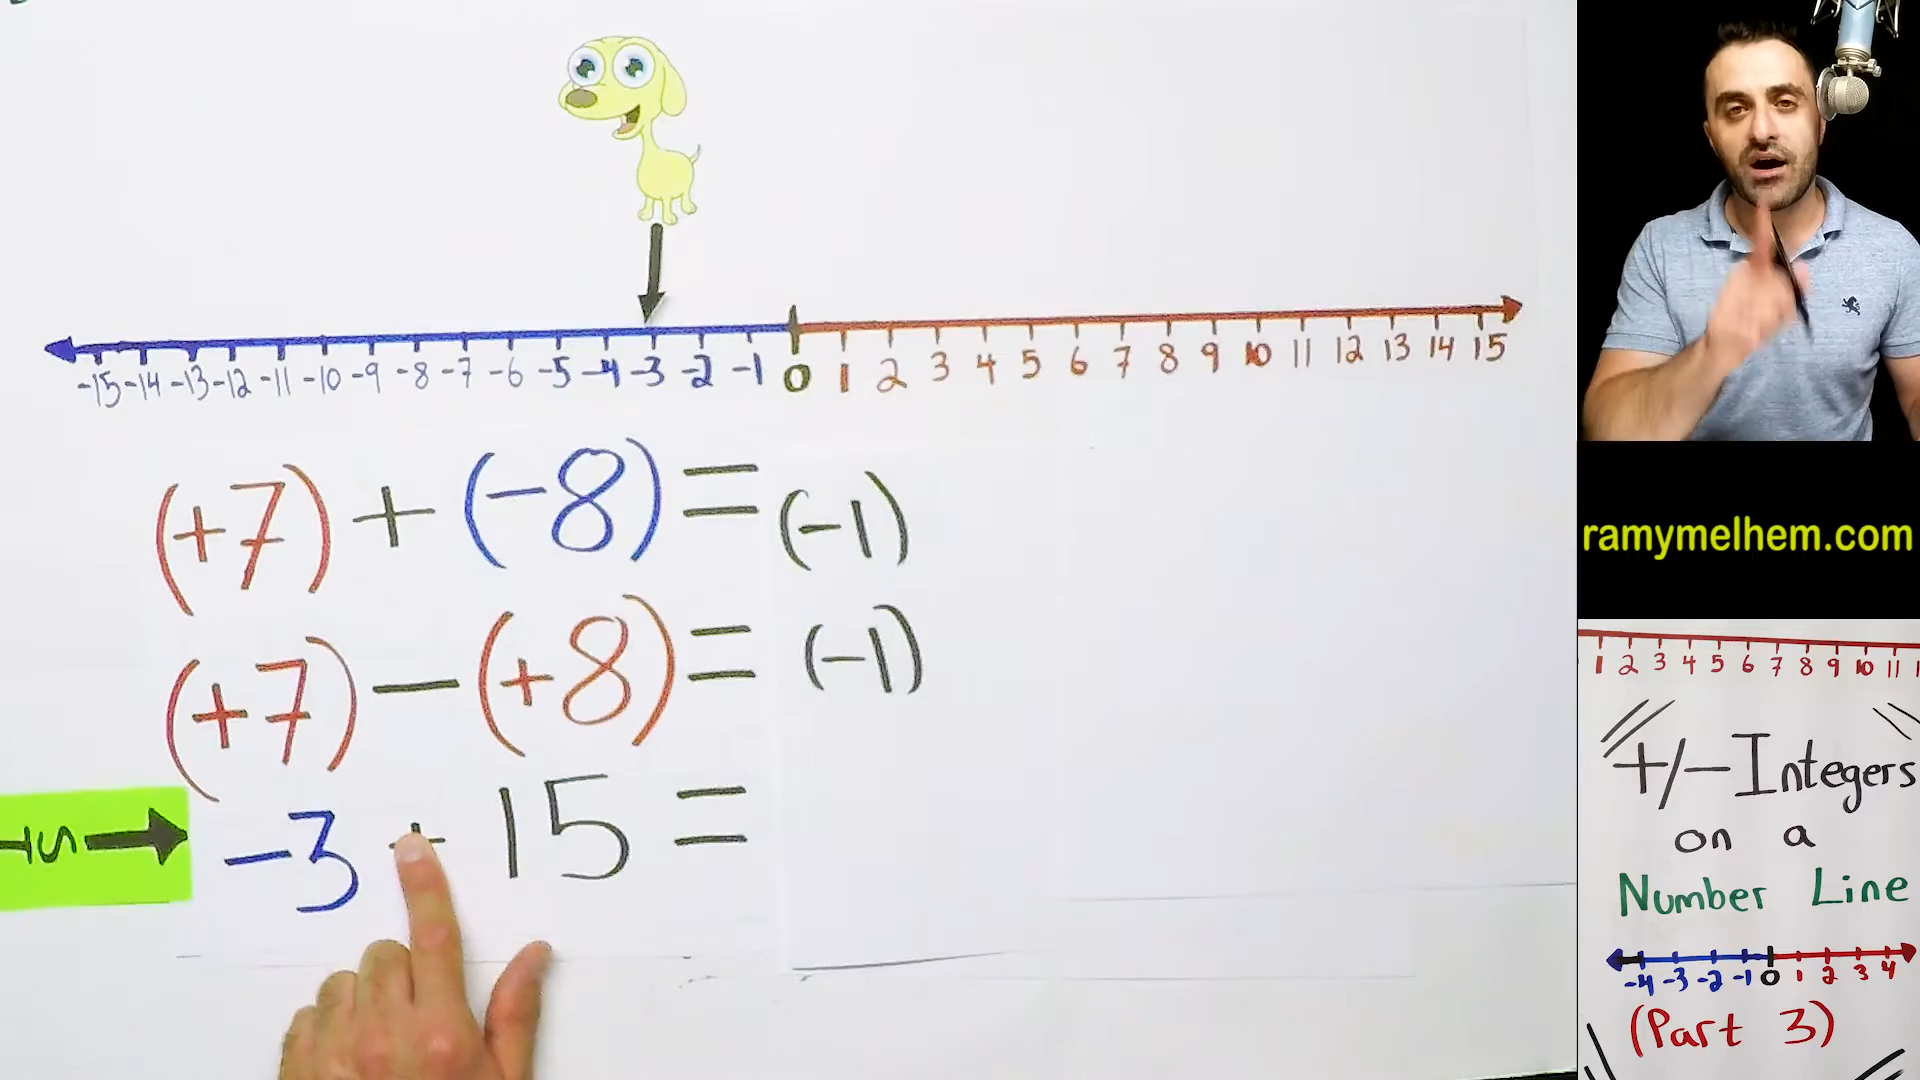 -15 -14 -13 -12 -11 -10 -9 -8 -7 -6 -5 -4 -3 -2 -1 0 1 2 3 4 5 6 7 8 9 10 11 12 13 14 15
(+7) + (-8) = (-1)
(+7) - (+8) = (-1)
-3 + 15 =
ramymelhem.com
1 2 3 4 5 6 7 8 9 10 11
+/- Integers
on a
Number Line
-4 -3 -2 -1 0 1 2 3 4
(Part 3)